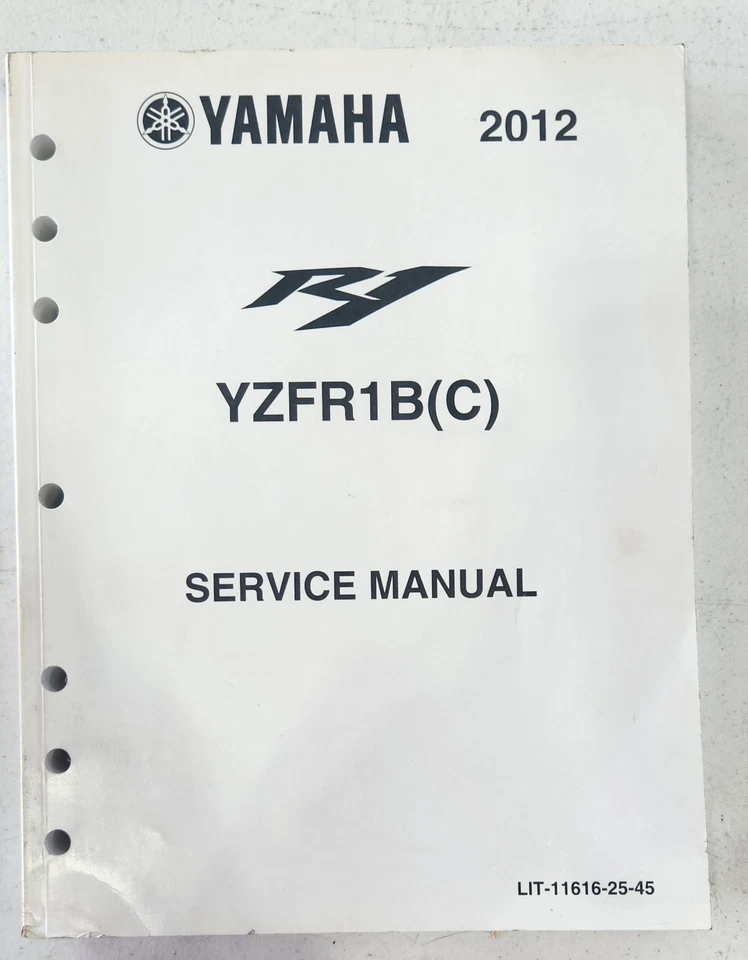 YAMAHA 2012
R1
YZFR1B(C)
SERVICE MANUAL
LIT-11616-25-45